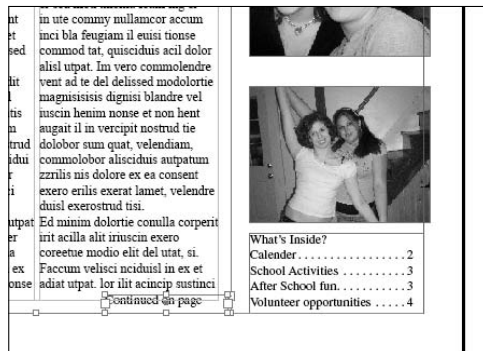 in ute commy nullamcor accum
inci bla feugiam il euisi tionse
commod tat, quisciduis acil dolor
alisl utpat. Im vero commolendre
vent ad te del delissed modolortie
magnisisisis dignisi blandre vel
iuscin henim nonse et non hent
augait il in vercipit nostrud tie
dolobor sum quat, velendiam,
commolobor alisciduis autpatum
zzrilis nis dolore ex ea consent
exero erilis exerat lamet, velendre
duisl exerostrud tisi.
Ed minim dolortie conulla corperit
irit acilla alit iriuscin exero
coreetue modio elit del utat, si.
Faccum velisci nciduisl in ex et
adiat utpat. lor ilit acincip sustinci
Continued on page
What's Inside?
Calender . . . . . . . . . . . . . . . . . . 2
School Activities . . . . . . . . . . 3
After School fun. . . . . . . . . . . 3
Volunteer opportunities . . . . . 4